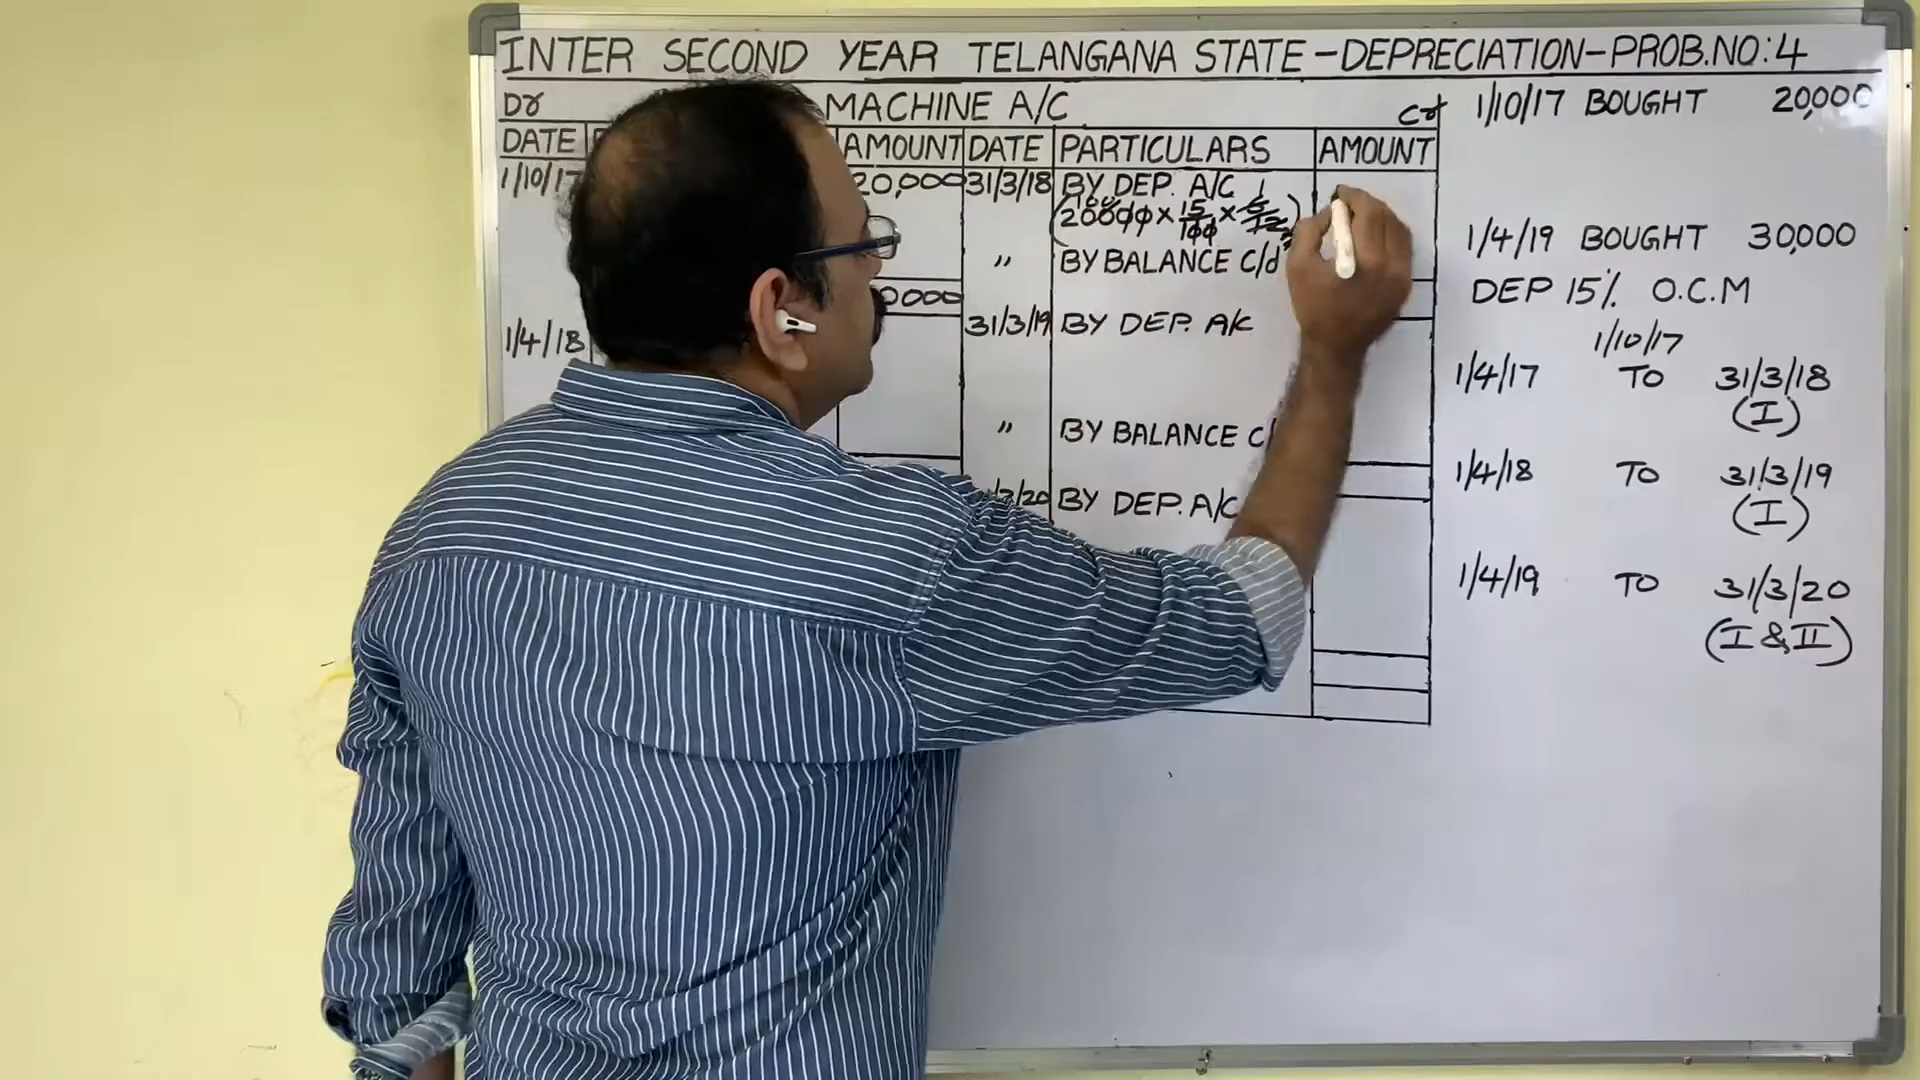 INTER SECOND YEAR TELANGANA STATE-DEPRECIATION-PROB.NO:4
Dr MACHINE A/C Cr
DATE AMOUNT DATE PARTICULARS AMOUNT
1/10/17 20,000 31/3/18 BY DEP. A/C
(20000 × 15/100 × 6/12)
" BY BALANCE C/d
0000
1/4/18 31/3/19 BY DEP. A/c
" BY BALANCE C/
/3/20 BY DEP. A/C
1/10/17 BOUGHT 20,000
1/4/19 BOUGHT 30,000
DEP 15% O.C.M
1/10/17
1/4/17 TO 31/3/18
(I)
1/4/18 TO 31/3/19
(I)
1/4/19 TO 31/3/20
(I & II)